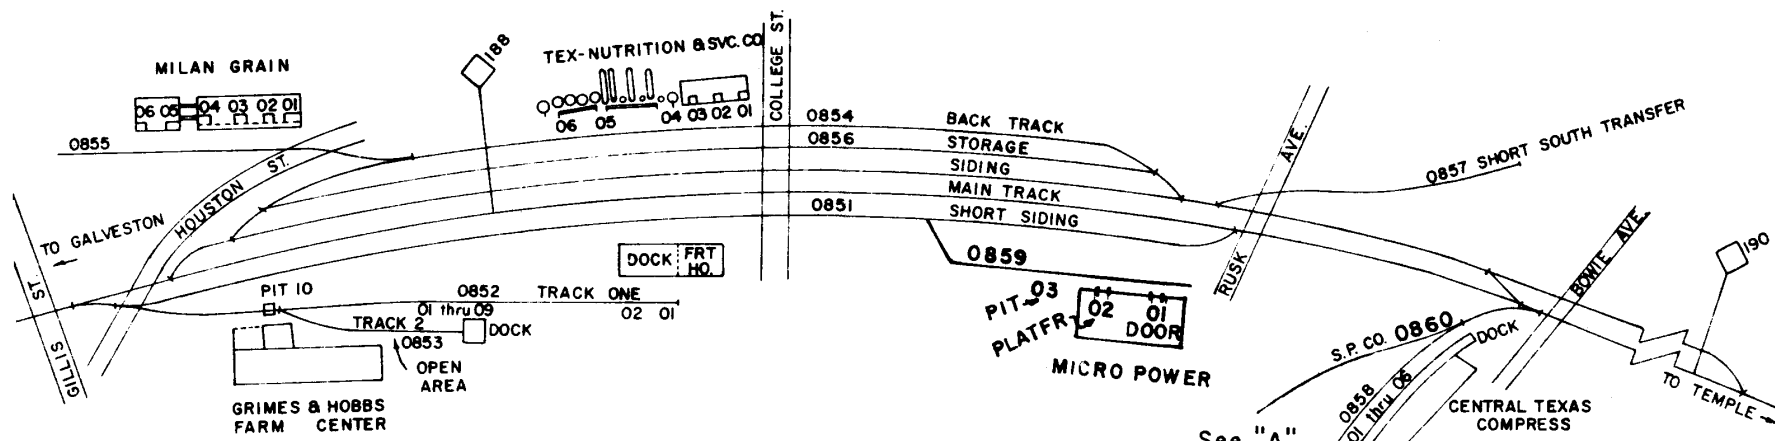 MILAN GRAIN
06 05 04 03 02 01
0855
188
TEX-NUTRITION & SVC. CO
06 05 04 03 02 01
COLLEGE ST.
HOUSTON ST.
TO GALVESTON
GILLIS ST
0854 BACK TRACK
0856 STORAGE
SIDING
MAIN TRACK
0851 SHORT SIDING
RUSK AVE.
0857 SHORT SOUTH TRANSFER
BOWIE AVE
190
DOCK FRT HO.
PIT 10
0852 TRACK ONE
01 thru 09
02 01
TRACK 2
0853
DOCK
OPEN
AREA
GRIMES & HOBBS
FARM CENTER
0859
PIT 03
PLATFR
02 01
DOOR
MICRO POWER
S.P. CO. 0860
DOCK
0858
01 thru 06
CENTRAL TEXAS
COMPRESS
TO TEMPLE
See "A"